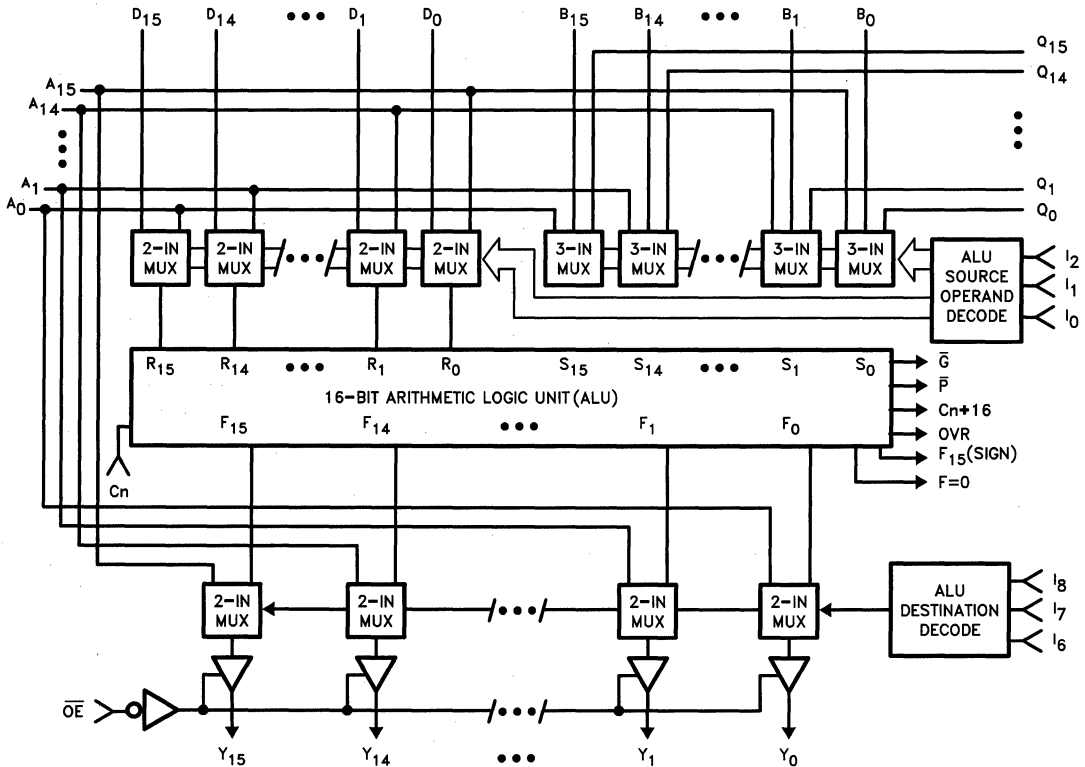 D15 D14 ••• D1 D0 B15 B14 ••• B1 B0
Q15
Q14
A15
A14
•••
•••
A1
Q1
A0
Q0
2-IN MUX 2-IN MUX ••• 2-IN MUX 2-IN MUX 3-IN MUX 3-IN MUX ••• 3-IN MUX 3-IN MUX
ALU
SOURCE
OPERAND
DECODE
I2
I1
I0
R15 R14 ••• R1 R0 S15 S14 ••• S1 S0
16-BIT ARITHMETIC LOGIC UNIT (ALU)
F15 F14 ••• F1 F0
G̅
P̅
Cn+16
OVR
F15(SIGN)
F=0
Cn
2-IN MUX 2-IN MUX ••• 2-IN MUX 2-IN MUX
ALU
DESTINATION
DECODE
I8
I7
I6
O̅E̅
•••
Y15 Y14 ••• Y1 Y0